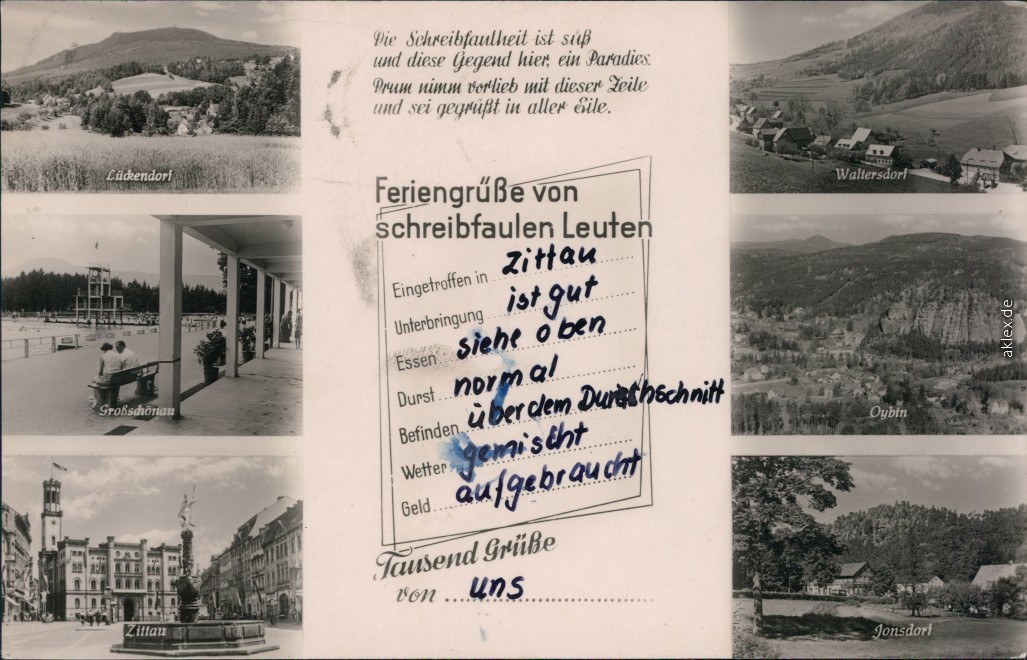 Die Schreibfaulheit ist süß
und diese Gegend hier, ein Paradies.
Drum nimm vorlieb mit dieser Zeile
und sei gegrüßt in aller Eile.
Feriengrüße von
schreibfaulen Leuten
Eingetroffen in Zittau
Unterbringung ist gut
Essen siehe oben
Durst normal
Befinden über dem Durchschnitt
Wetter gemischt
Geld aufgebraucht
Tausend Grüße
von uns
Lückendorf
Großschönau
Zittau
Waltersdorf
Oybin
Jonsdorf
aklex.de